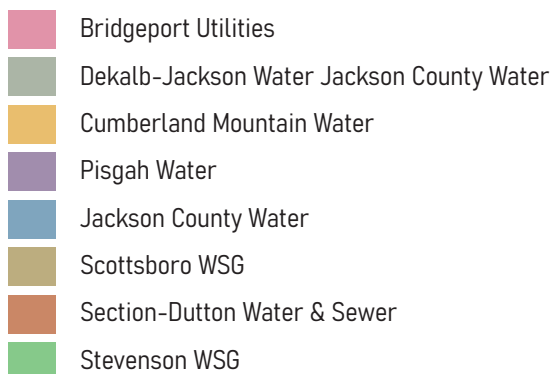 Bridgeport Utilities
Dekalb-Jackson Water Jackson County Water
Cumberland Mountain Water
Pisgah Water
Jackson County Water
Scottsboro WSG
Section-Dutton Water & Sewer
Stevenson WSG